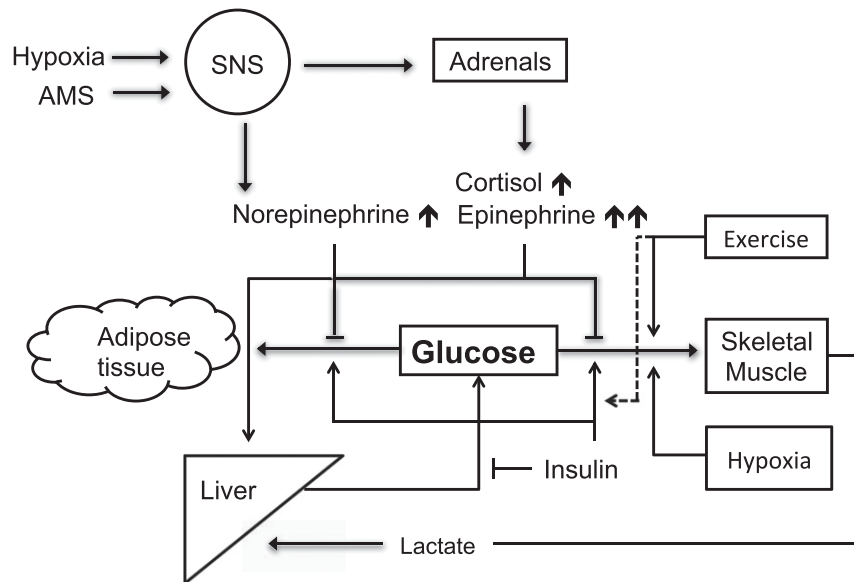 Hypoxia
AMS
SNS
Adrenals
Cortisol
Norepinephrine
Epinephrine
Exercise
Adipose
tissue
Glucose
Skeletal
Muscle
Liver
Insulin
Hypoxia
Lactate